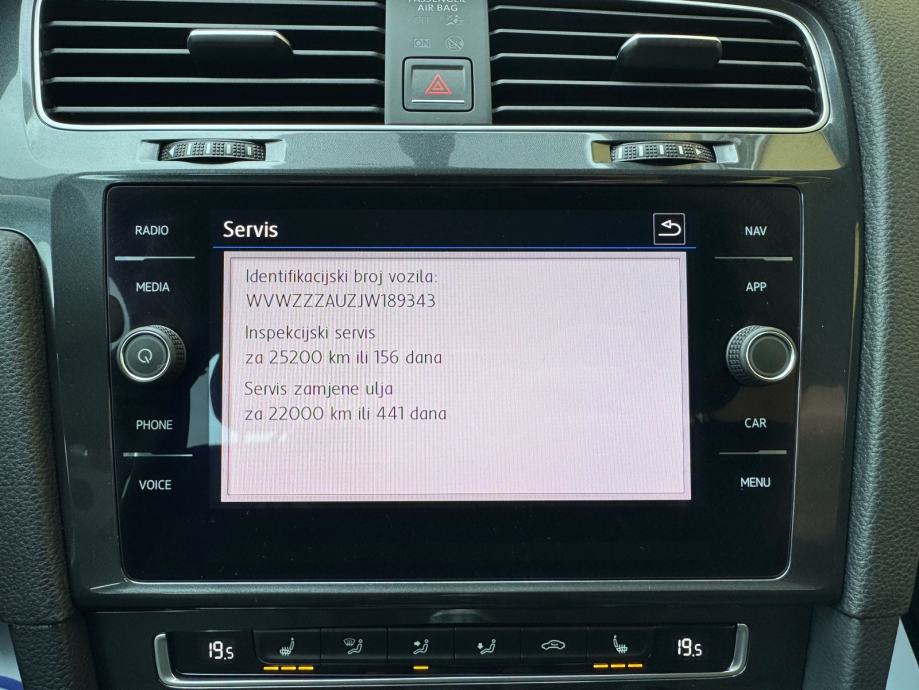 PASSENGER
AIR BAG
OFF
ON
RADIO
Servis
NAV
MEDIA
APP
Identifikacijski broj vozila:
WVWZZZAUZJW189343
Inspekcijski servis
za 25200 km ili 156 dana
Servis zamjene ulja
za 22000 km ili 441 dana
PHONE
CAR
VOICE
MENU
19.5
19.5